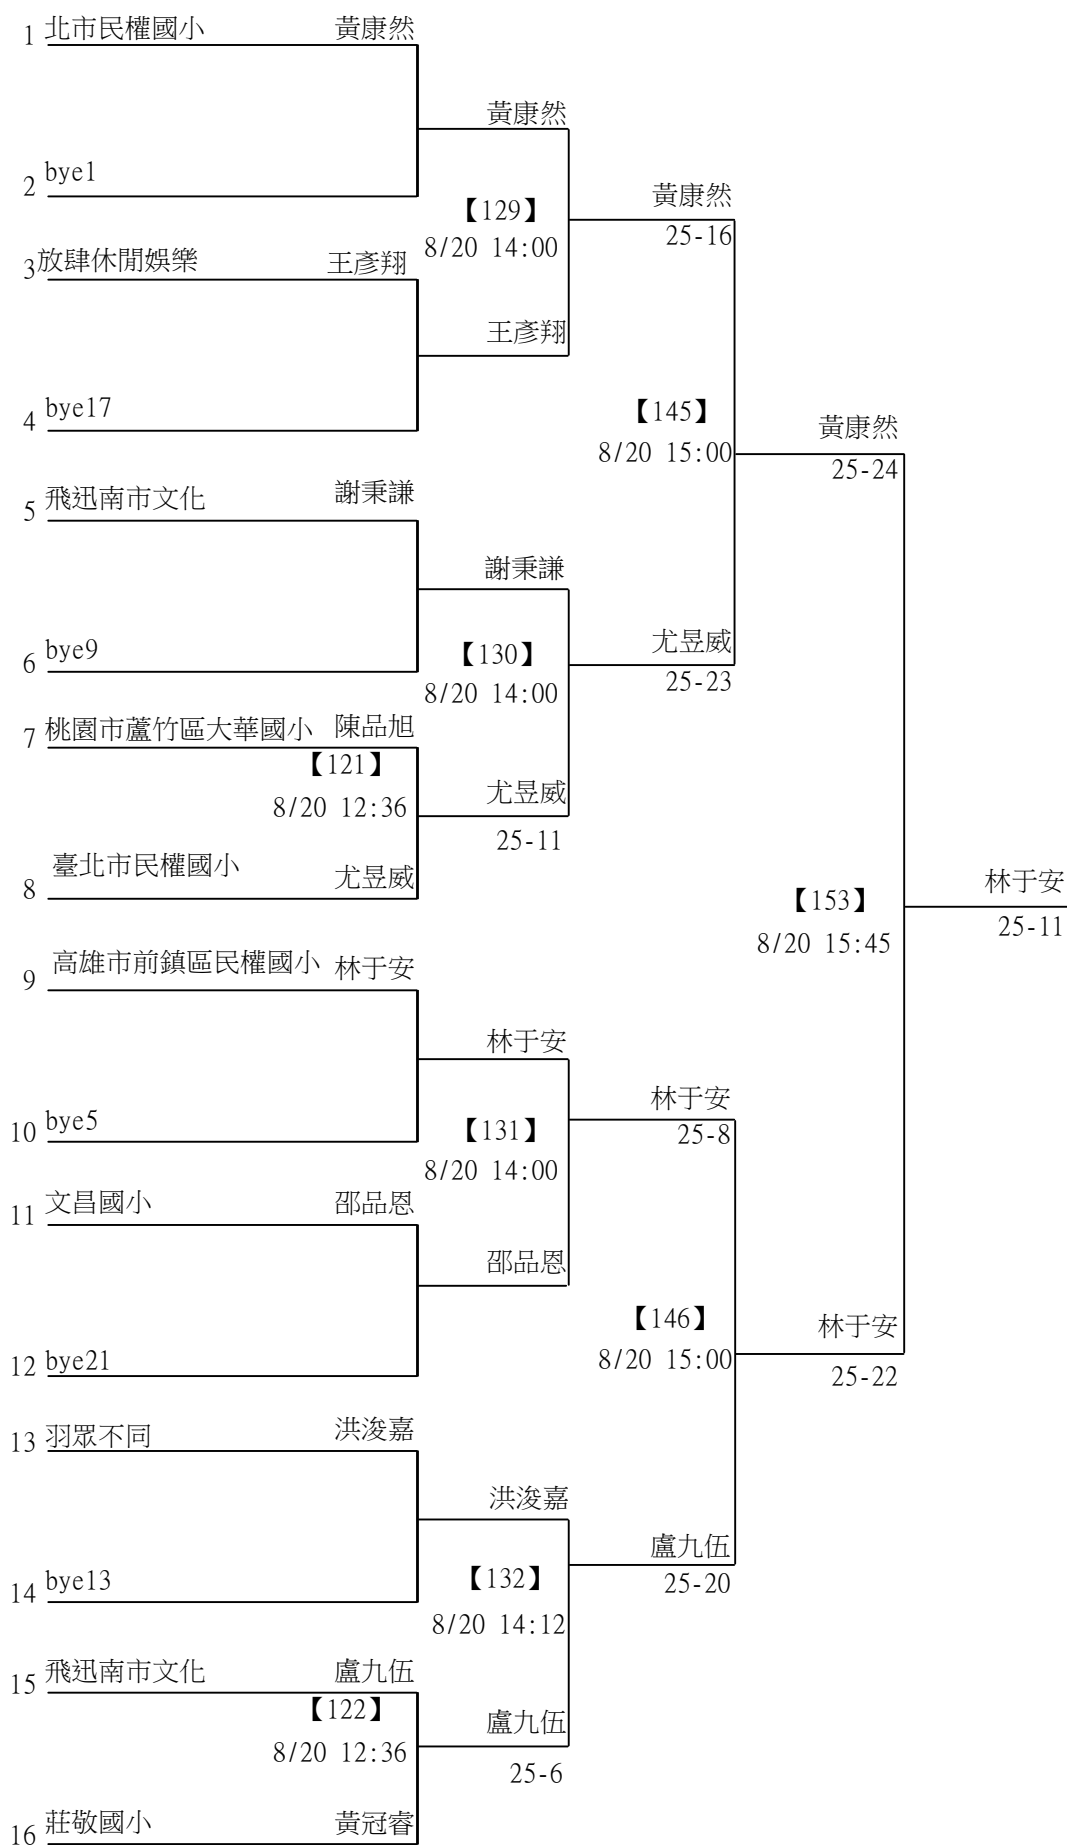 1 北市民權國小 黃康然
黃康然
2 bye1
【129】
8/20 14:00
黃康然
25-16
3 放肆休閒娛樂 王彥翔
王彥翔
4 bye17
【145】
8/20 15:00
黃康然
25-24
5 飛迅南市文化 謝秉謙
謝秉謙
6 bye9
【130】
8/20 14:00
尤昱威
25-23
7 桃園市蘆竹區大華國小 陳品旭
【121】
8/20 12:36
尤昱威
25-11
8 臺北市民權國小 尤昱威
【153】
8/20 15:45
林于安
25-11
9 高雄市前鎮區民權國小 林于安
林于安
10 bye5
【131】
8/20 14:00
林于安
25-8
11 文昌國小 邵品恩
邵品恩
12 bye21
【146】
8/20 15:00
林于安
25-22
13 羽眾不同 洪浚嘉
洪浚嘉
14 bye13
【132】
8/20 14:12
盧九伍
25-20
15 飛迅南市文化 盧九伍
【122】
8/20 12:36
盧九伍
25-6
16 莊敬國小 黃冠睿